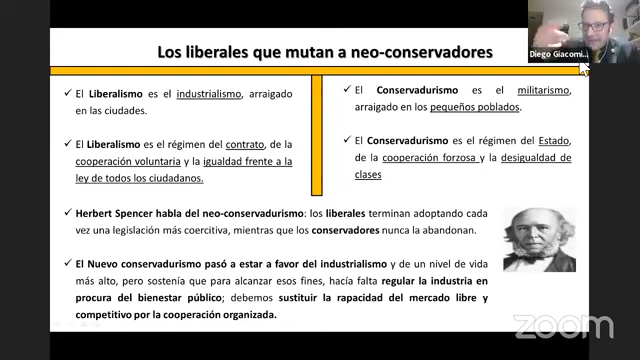 Los liberales que mutan a neo-conservadores
Diego Giacomi...
✓ El Liberalismo es el industrialismo, arraigado
en las ciudades.
✓ El Liberalismo es el régimen del contrato, de la
cooperación voluntaria y la igualdad frente a la
ley de todos los ciudadanos.
✓ El Conservadurismo es el militarismo,
arraigado en los pequeños poblados.
✓ El Conservadurismo es el régimen del Estado,
de la cooperación forzosa y la desigualdad de
clases
✓ Herbert Spencer habla del neo-conservadurismo: los liberales terminan adoptando cada
vez una legislación más coercitiva, mientras que los conservadores nunca la abandonan.
✓ El Nuevo conservadurismo pasó a estar a favor del industrialismo y de un nivel de vida
más alto, pero sostenía que para alcanzar esos fines, hacía falta regular la industria en
procura del bienestar público; debemos sustituir la rapacidad del mercado libre y
competitivo por la cooperación organizada.
zoom